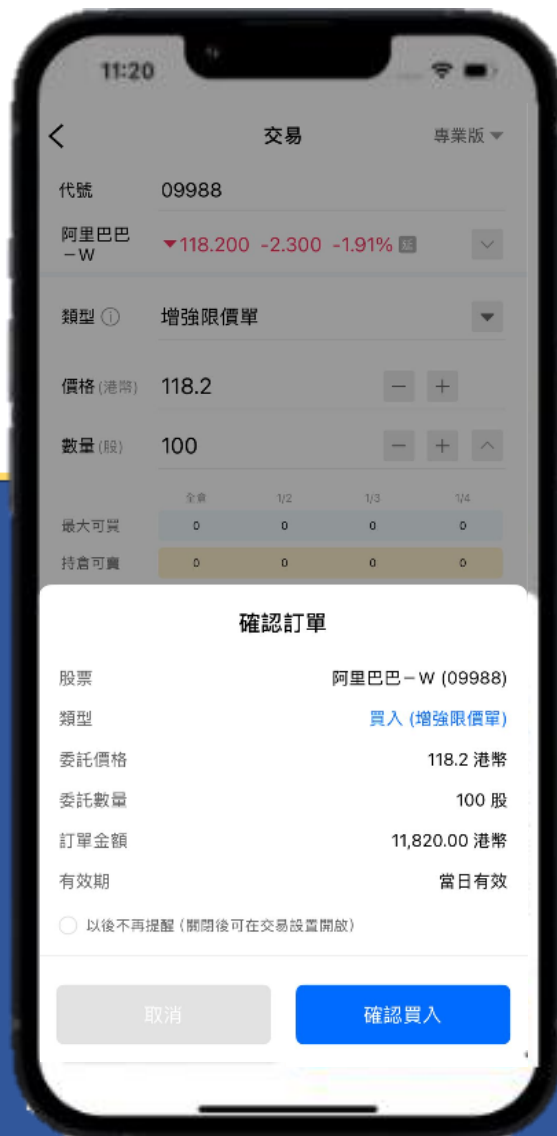 11:20
交易
專業版
代號 09988
阿里巴巴
－W
▼118.200 -2.300 -1.91% 延
類型 ⓘ 增強限價單
價格(港幣) 118.2 － ＋
數量(股) 100 － ＋
全倉 1/2 1/3 1/4
最大可買 0 0 0 0
持倉可賣 0 0 0 0
確認訂單
股票 阿里巴巴－W (09988)
類型 買入 (增強限價單)
委託價格 118.2 港幣
委託數量 100 股
訂單金額 11,820.00 港幣
有效期 當日有效
以後不再提醒 (關閉後可在交易設置開啟)
取消 確認買入